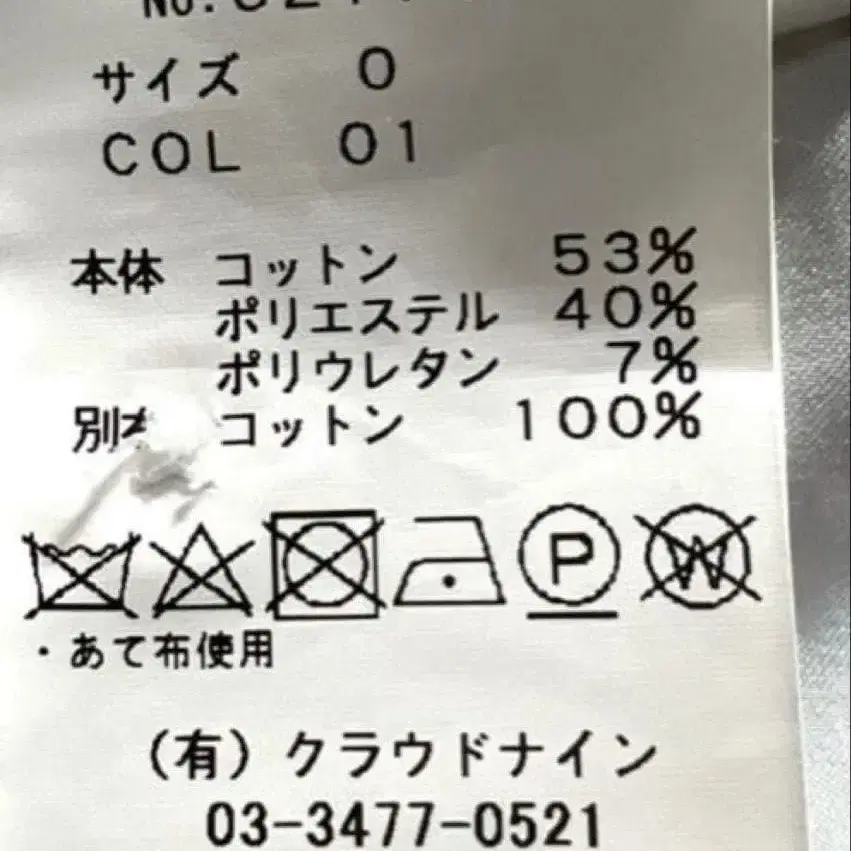 No.
サイズ 0
COL 01
本体 コットン 53%
ポリエステル 40%
ポリウレタン 7%
コットン 100%
P
W
・あて布使用
(有)クラウドナイン
03-3477-0521